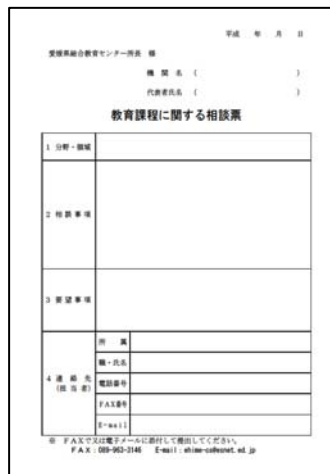 平成　年　月　日
愛媛県総合教育センター所長　様
機 関 名　(　　　　　　　)
代表者氏名　(　　　　　　　)
教育課程に関する相談票
1 分野・領域
2 相 談 事 項
3 要 望 事 項
4 連 絡 先
(担 当 者)
所　属
職・氏名
電話番号
FAX番号
E-mail
※ FAX又は電子メールに添付して提出してください。
FAX：089-963-3146　E-mail：